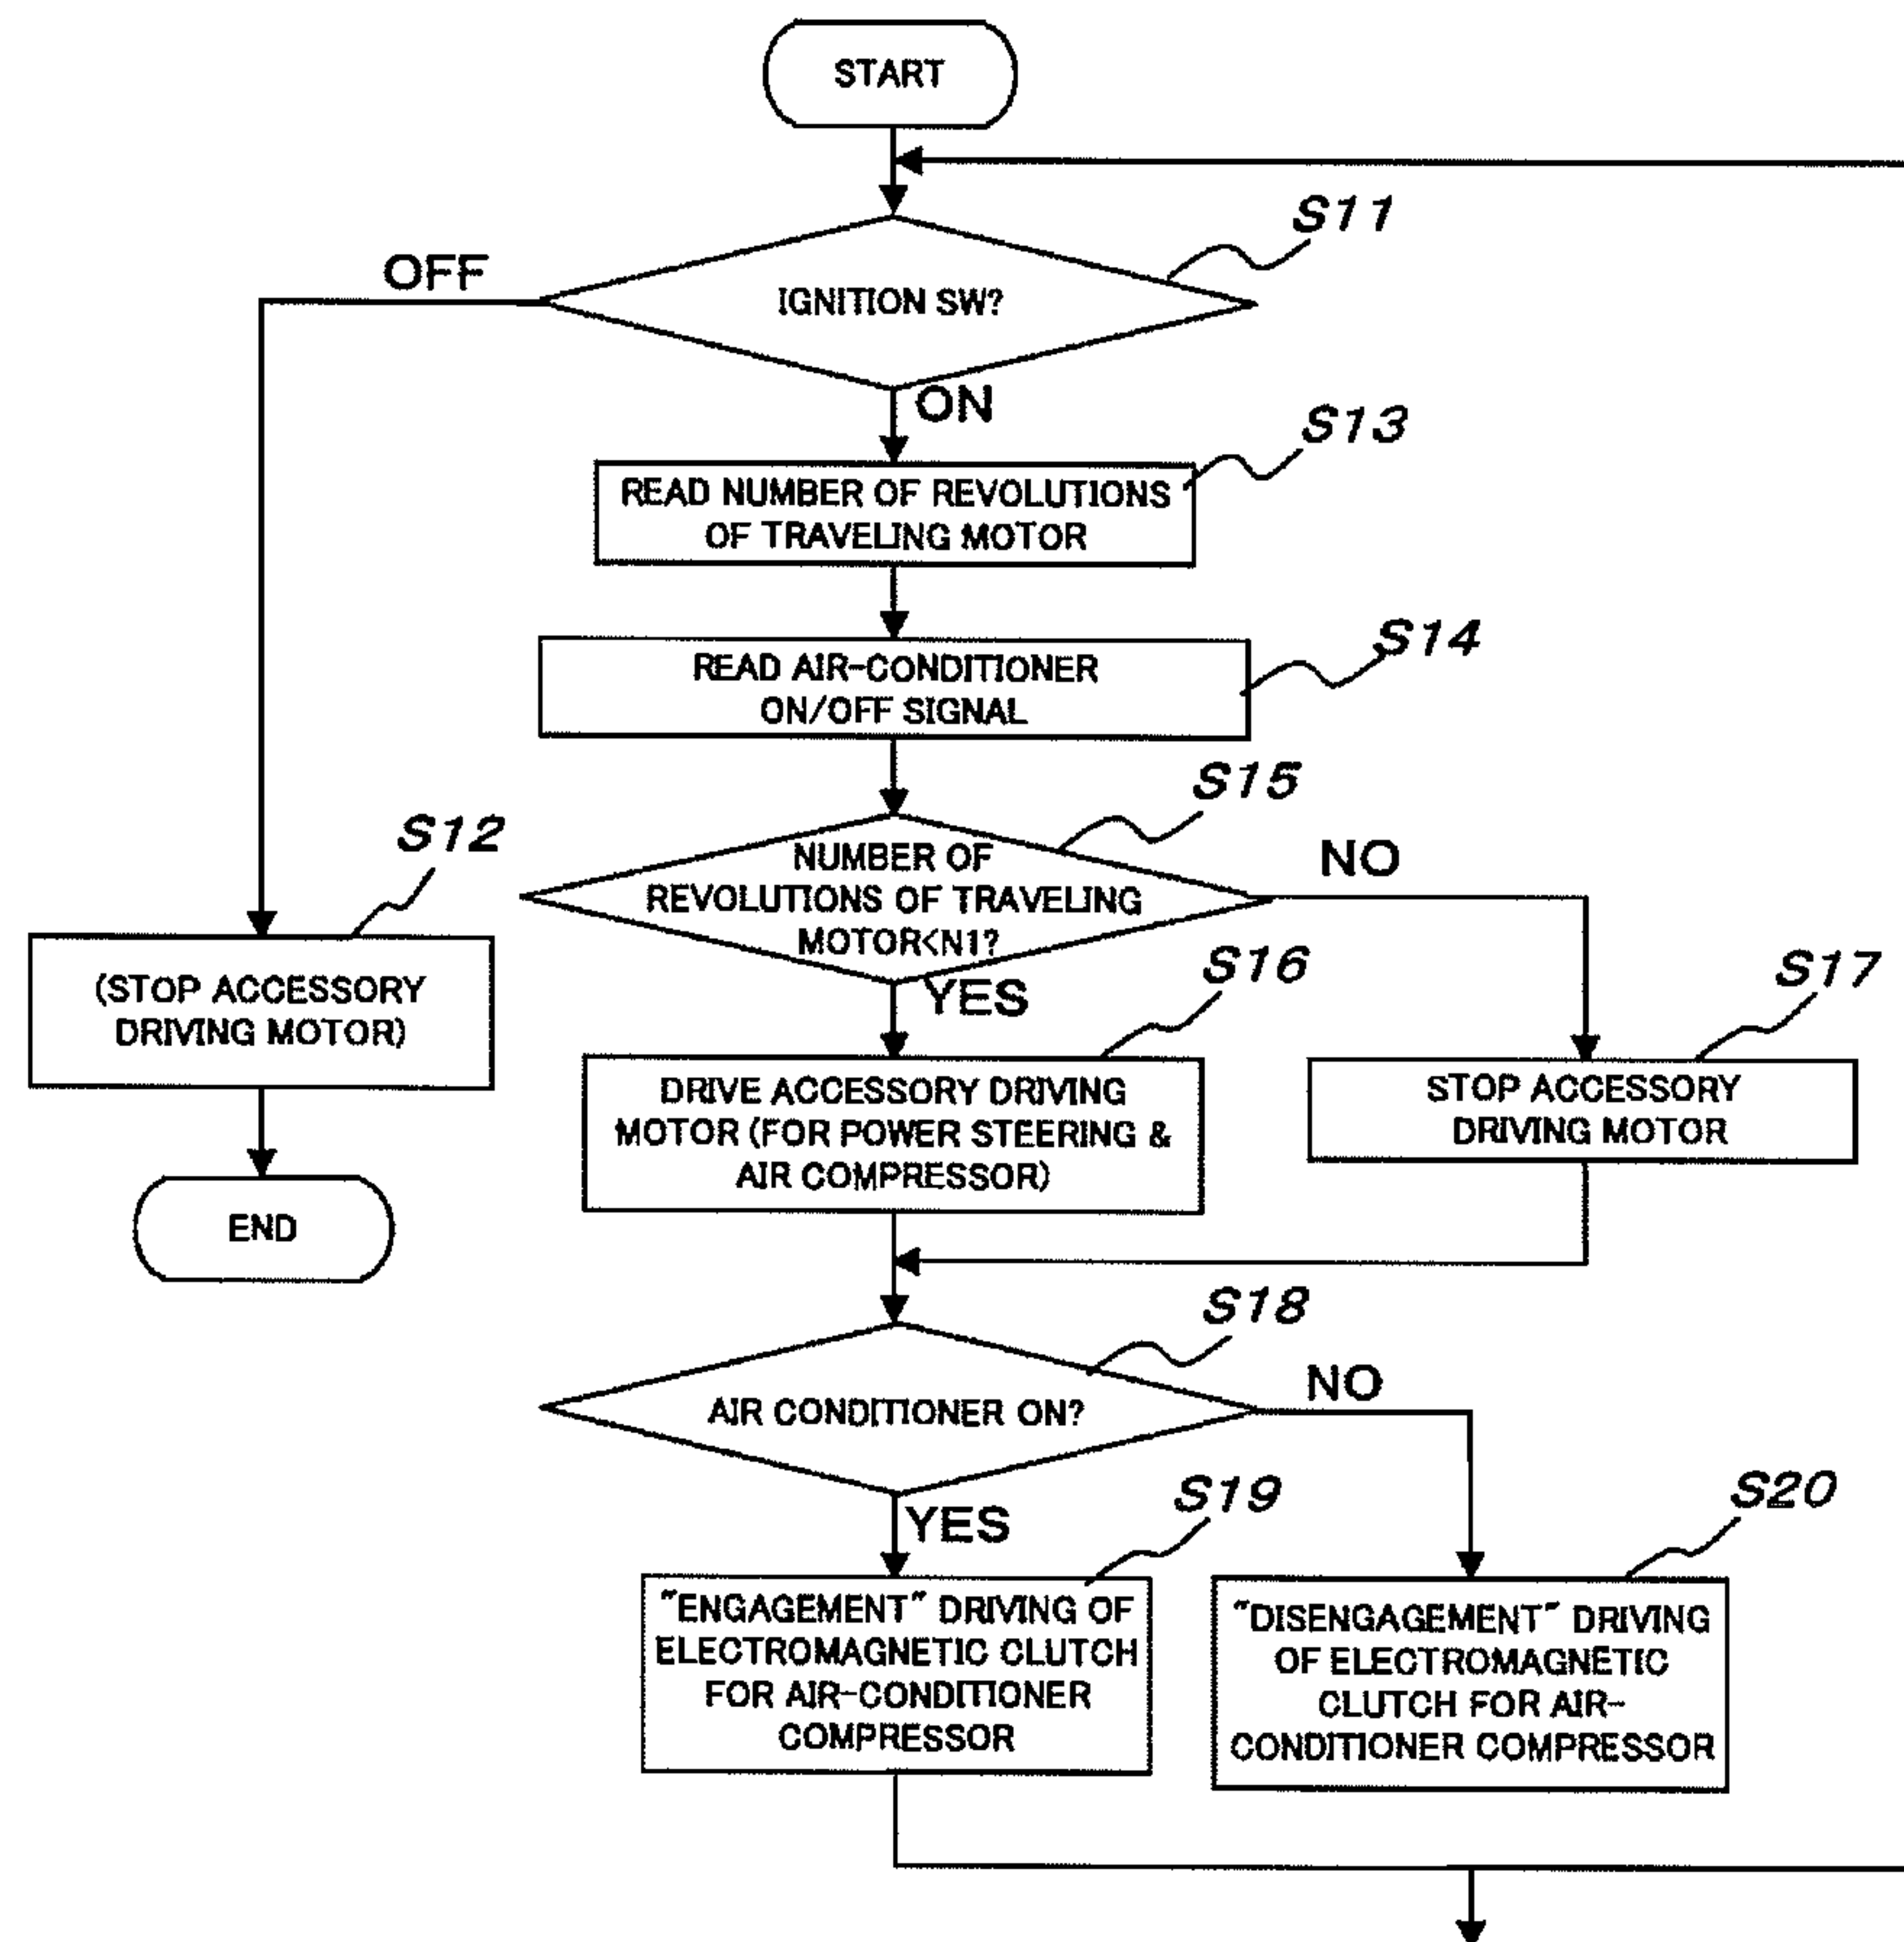 START
S11
OFF
IGNITION SW?
ON
S13
READ NUMBER OF REVOLUTIONS
OF TRAVELING MOTOR
S14
READ AIR-CONDITIONER
ON/OFF SIGNAL
S15
NUMBER OF
REVOLUTIONS OF TRAVELING
MOTOR<N1?
NO
YES
S12
(STOP ACCESSORY
DRIVING MOTOR)
END
S16
DRIVE ACCESSORY DRIVING
MOTOR (FOR POWER STEERING &
AIR COMPRESSOR)
S17
STOP ACCESSORY
DRIVING MOTOR
S18
AIR CONDITIONER ON?
NO
YES
S19
"ENGAGEMENT" DRIVING OF
ELECTROMAGNETIC CLUTCH
FOR AIR-CONDITIONER
COMPRESSOR
S20
"DISENGAGEMENT" DRIVING
OF ELECTROMAGNETIC
CLUTCH FOR AIR-
CONDITIONER COMPRESSOR